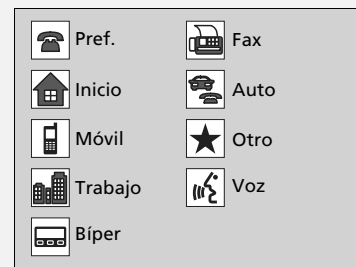 Pref.
Inicio
Móvil
Trabajo
Bíper
Fax
Auto
Otro
Voz